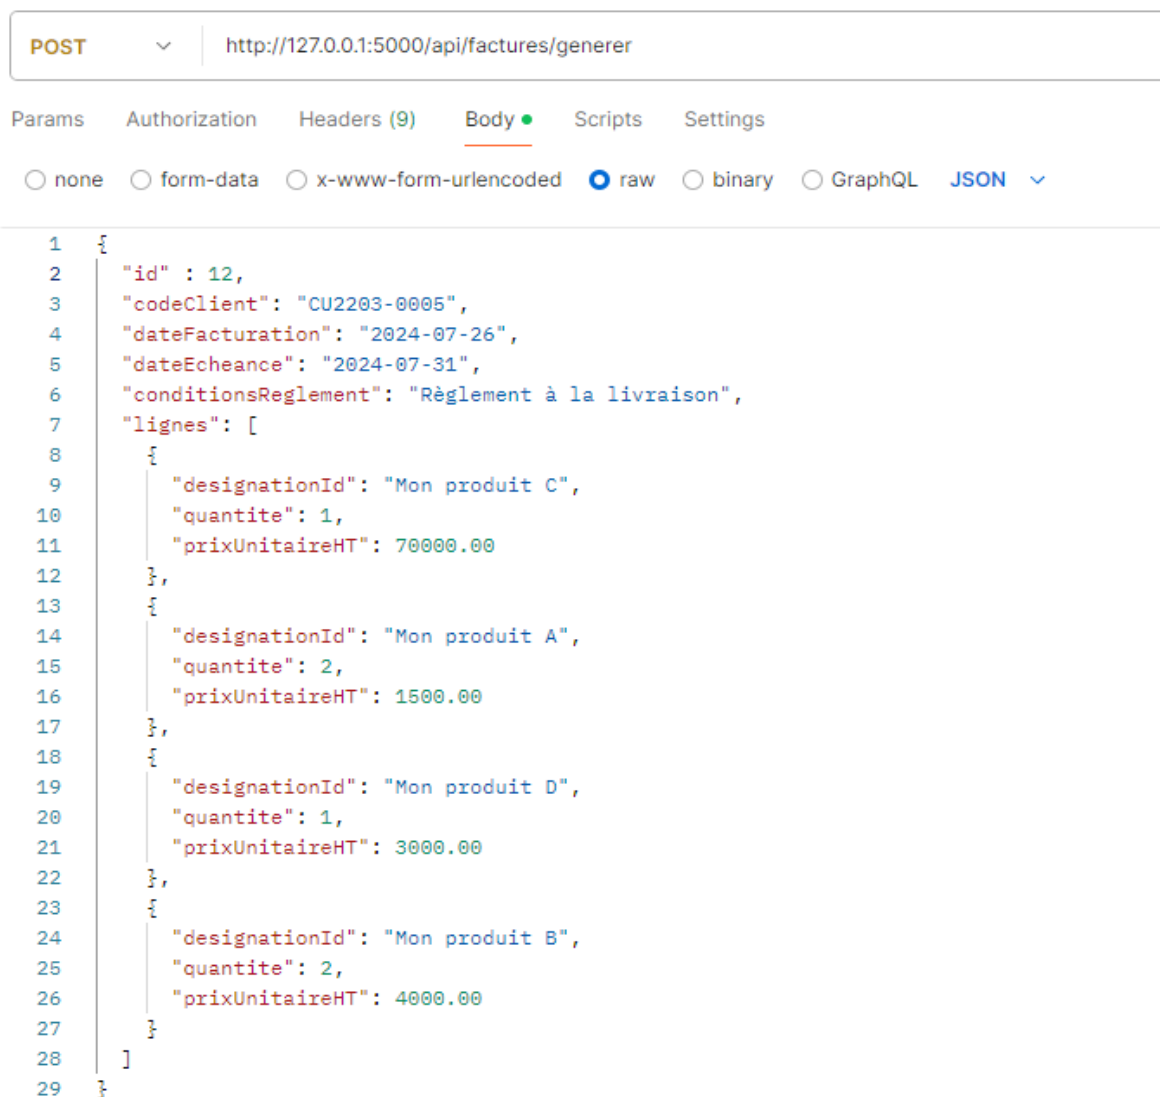 POST http://127.0.0.1:5000/api/factures/generer
Params Authorization Headers (9) Body Scripts Settings
none form-data x-www-form-urlencoded raw binary GraphQL JSON
1 {
2 "id" : 12,
3 "codeClient": "CU2203-0005",
4 "dateFacturation": "2024-07-26",
5 "dateEcheance": "2024-07-31",
6 "conditionsReglement": "Règlement à la livraison",
7 "lignes": [
8 {
9 "designationId": "Mon produit C",
10 "quantite": 1,
11 "prixUnitaireHT": 70000.00
12 },
13 {
14 "designationId": "Mon produit A",
15 "quantite": 2,
16 "prixUnitaireHT": 1500.00
17 },
18 {
19 "designationId": "Mon produit D",
20 "quantite": 1,
21 "prixUnitaireHT": 3000.00
22 },
23 {
24 "designationId": "Mon produit B",
25 "quantite": 2,
26 "prixUnitaireHT": 4000.00
27 }
28 ]
29 }